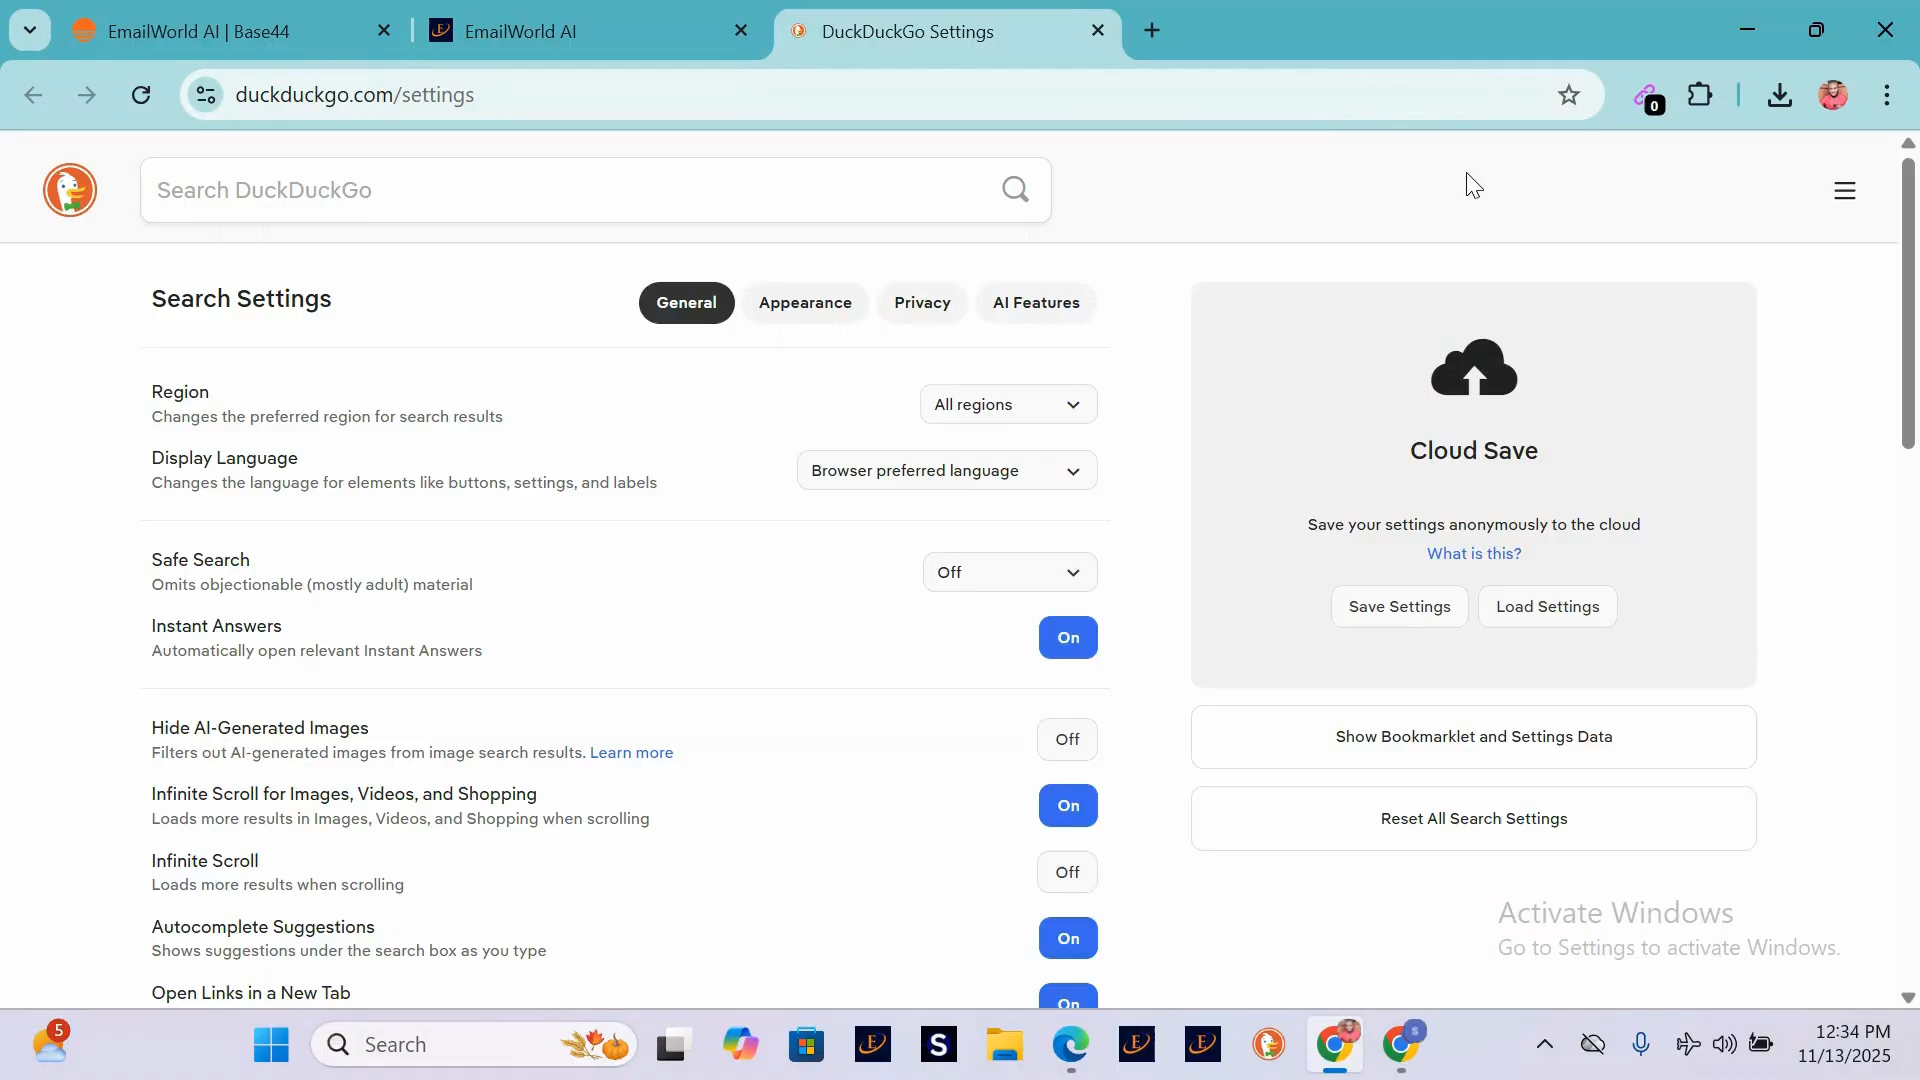 EmailWorld AI | Base44
EmailWorld AI
DuckDuckGo Settings
duckduckgo.com/settings
0
Search DuckDuckGo
Search Settings
General
Appearance
Privacy
AI Features
Region
Changes the preferred region for search results
All regions
Display Language
Changes the language for elements like buttons, settings, and labels
Browser preferred language
Safe Search
Omits objectionable (mostly adult) material
Off
Instant Answers
Automatically open relevant Instant Answers
On
Hide AI-Generated Images
Filters out AI-generated images from image search results. Learn more
Off
Infinite Scroll for Images, Videos, and Shopping
Loads more results in Images, Videos, and Shopping when scrolling
On
Infinite Scroll
Loads more results when scrolling
Off
Autocomplete Suggestions
Shows suggestions under the search box as you type
On
Open Links in a New Tab
On
Cloud Save
Save your settings anonymously to the cloud
What is this?
Save Settings
Load Settings
Show Bookmarklet and Settings Data
Reset All Search Settings
Activate Windows
Go to Settings to activate Windows.
5
Search
E
S
E
E
S
12:34 PM
11/13/2025